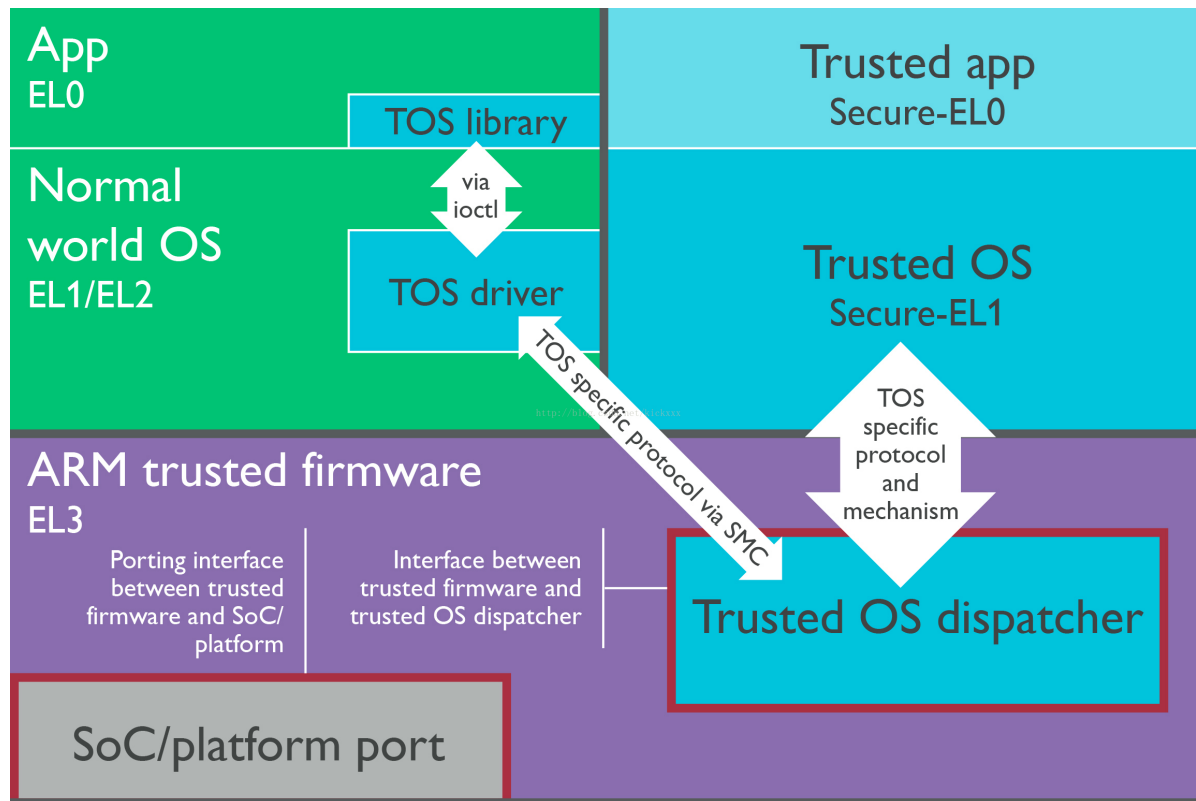 App
EL0
TOS library
Trusted app
Secure-EL0
Normal
world OS
EL1/EL2
via
ioctl
TOS driver
Trusted OS
Secure-EL1
TOS specific protocol via SMC
TOS
specific
protocol
and
mechanism
ARM trusted firmware
EL3
Porting interface
between trusted
firmware and SoC/
platform
Interface between
trusted firmware and
trusted OS dispatcher
Trusted OS dispatcher
SoC/platform port